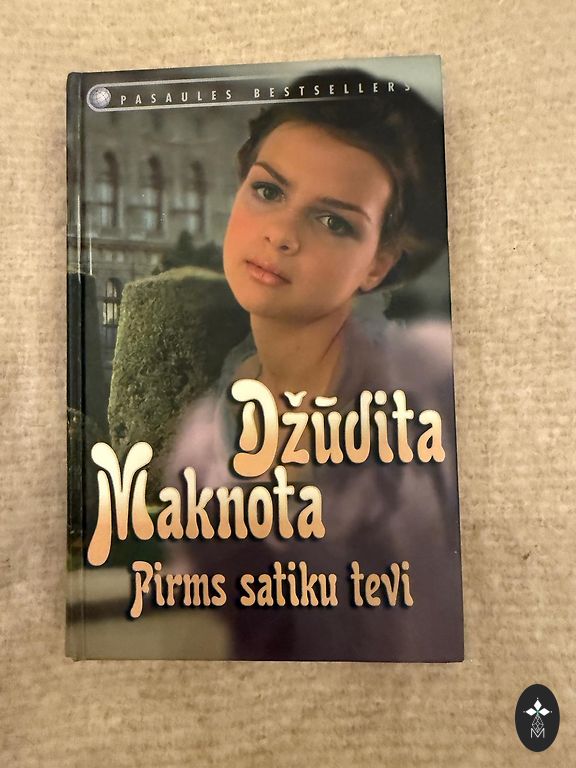 PASAULES BESTSELLERS
Džūdita
Maknota
Pirms satiku tevi
M